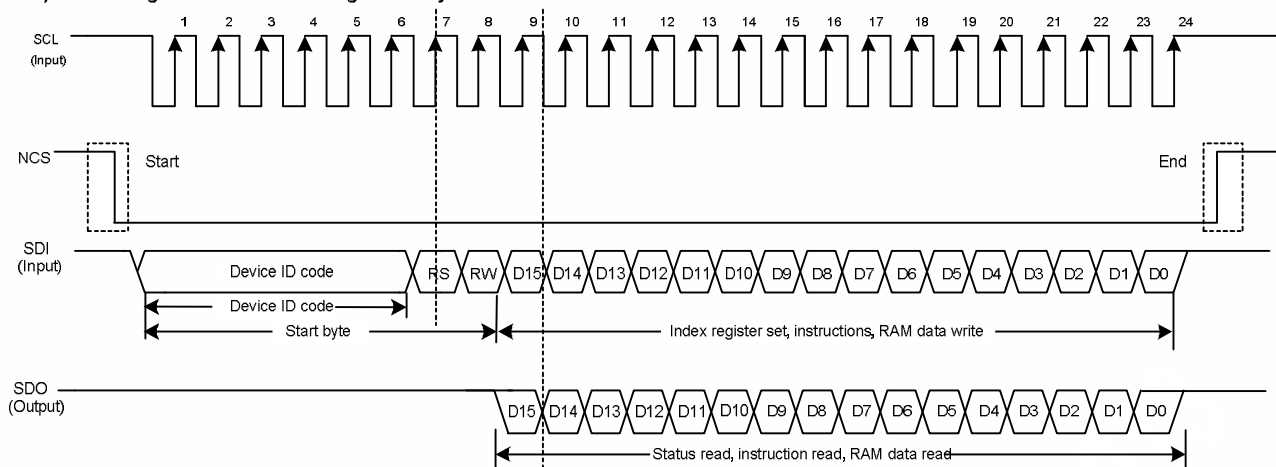 1 2 3 4 5 6 7 8 9 10 11 12 13 14 15 16 17 18 19 20 21 22 23 24
SCL
(Input)
NCS Start End
SDI
(Input)
Device ID code RS RW D15 D14 D13 D12 D11 D10 D9 D8 D7 D6 D5 D4 D3 D2 D1 D0
Device ID code
Start byte Index register set, instructions, RAM data write
SDO
(Output)
D15 D14 D13 D12 D11 D10 D9 D8 D7 D6 D5 D4 D3 D2 D1 D0
Status read, instruction read, RAM data read